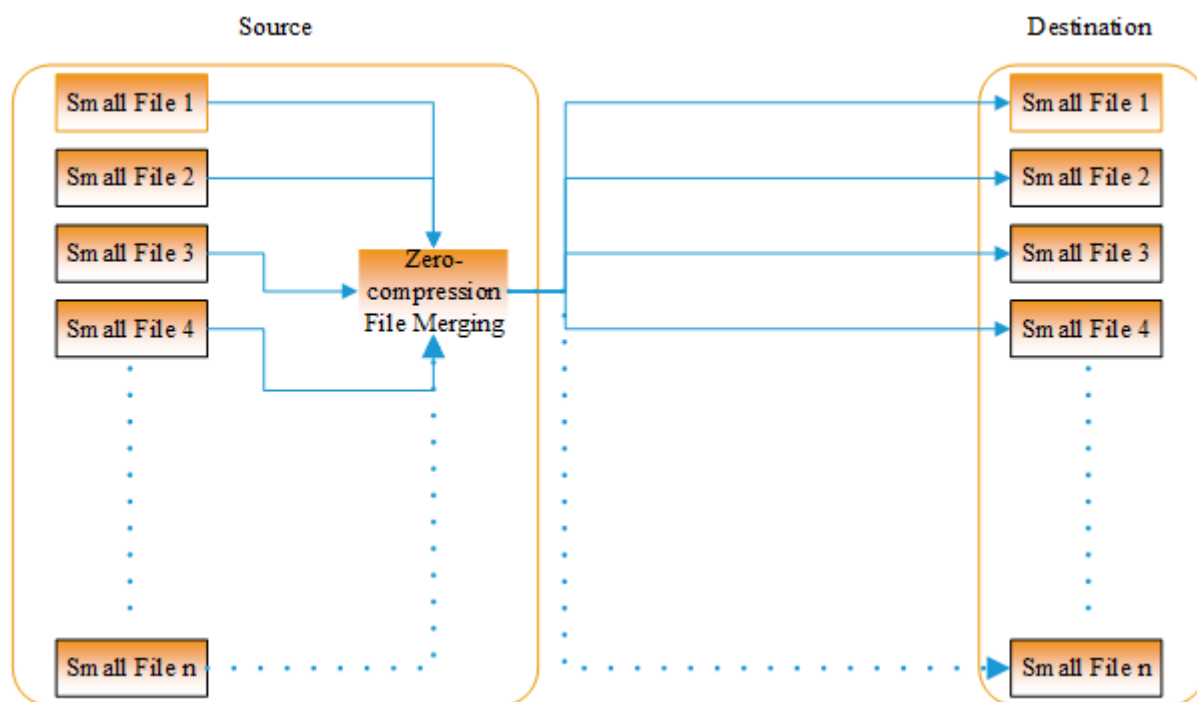 Source
Destination
Small File 1
Small File 2
Small File 3
Small File 4
Small File n
Zero-
compression
File Merging
Small File 1
Small File 2
Small File 3
Small File 4
Small File n